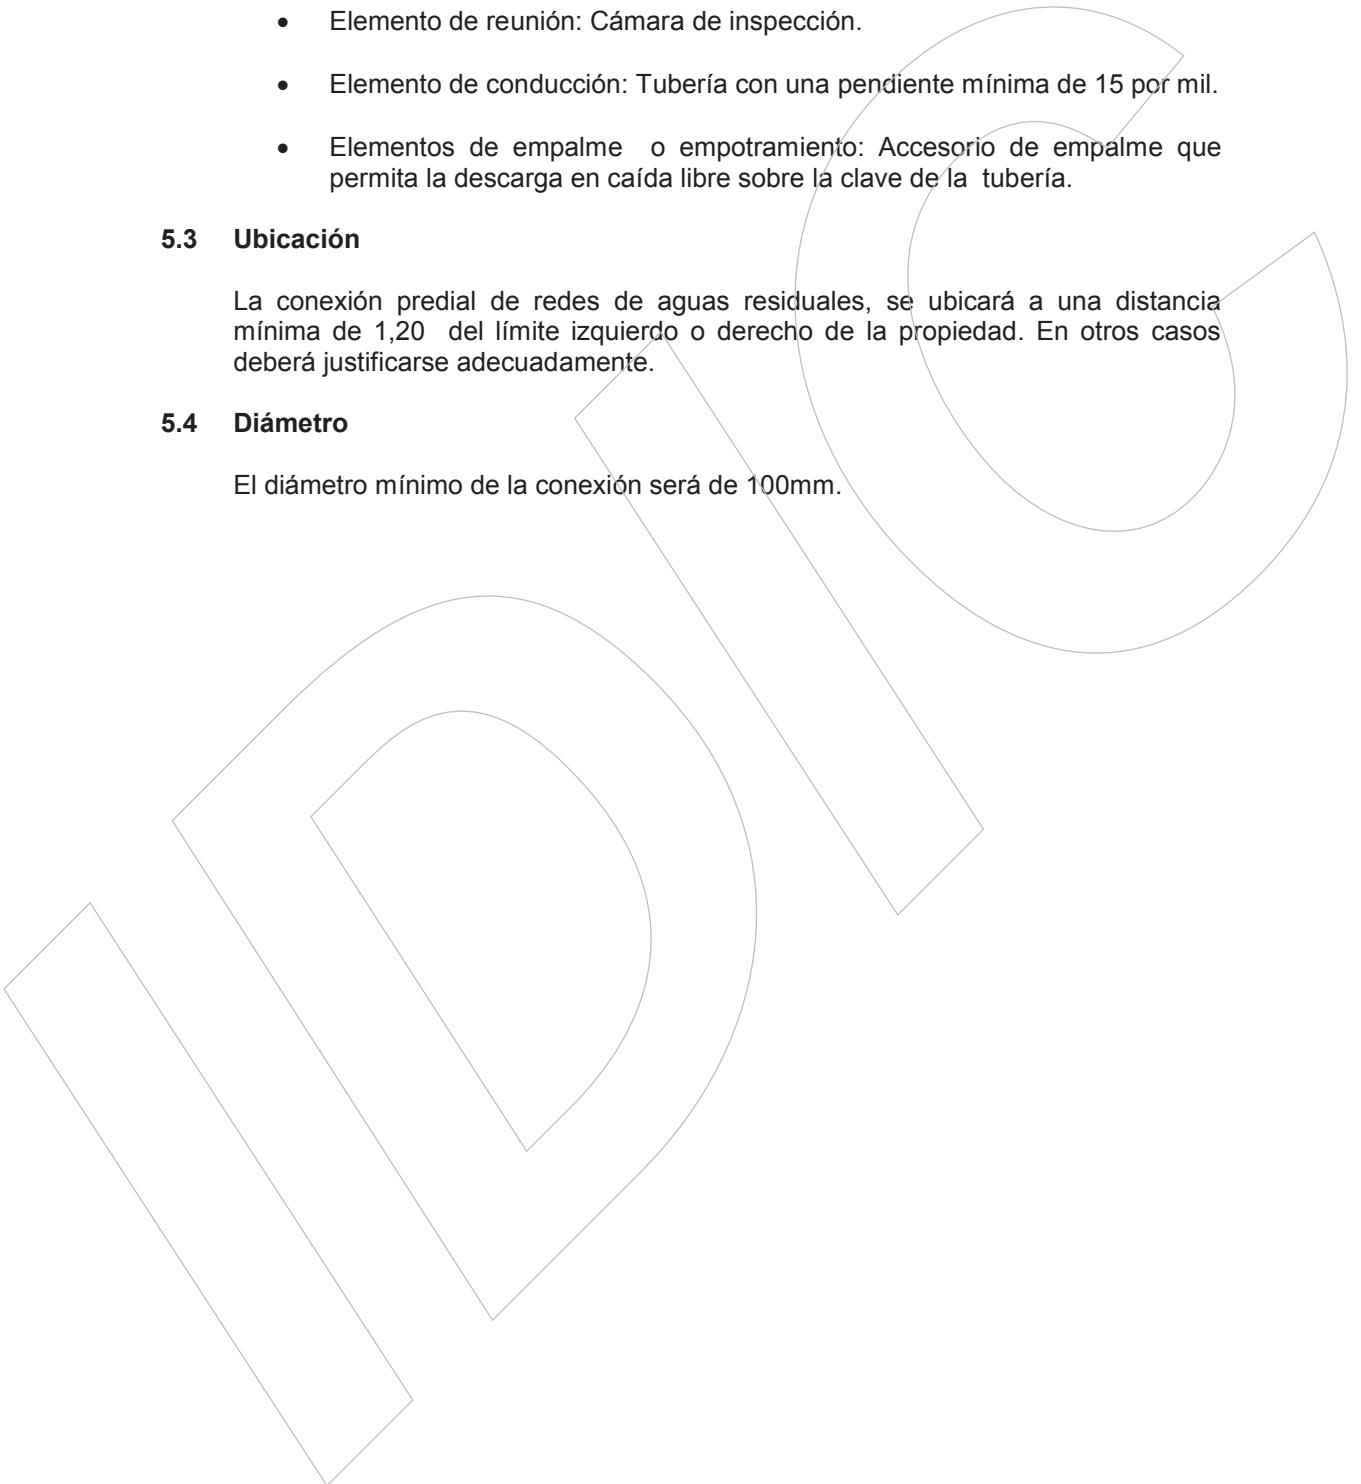 • Elemento de reunión: Cámara de inspección.
• Elemento de conducción: Tubería con una pendiente mínima de 15 por mil.
• Elementos de empalme  o empotramiento: Accesorio de empalme que
permita la descarga en caída libre sobre la clave de la  tubería.
5.3 Ubicación
La conexión predial de redes de aguas residuales, se ubicará a una distancia
mínima de 1,20  del límite izquierdo o derecho de la propiedad. En otros casos
deberá justificarse adecuadamente.
5.4 Diámetro
El diámetro mínimo de la conexión será de 100mm.
IDIC